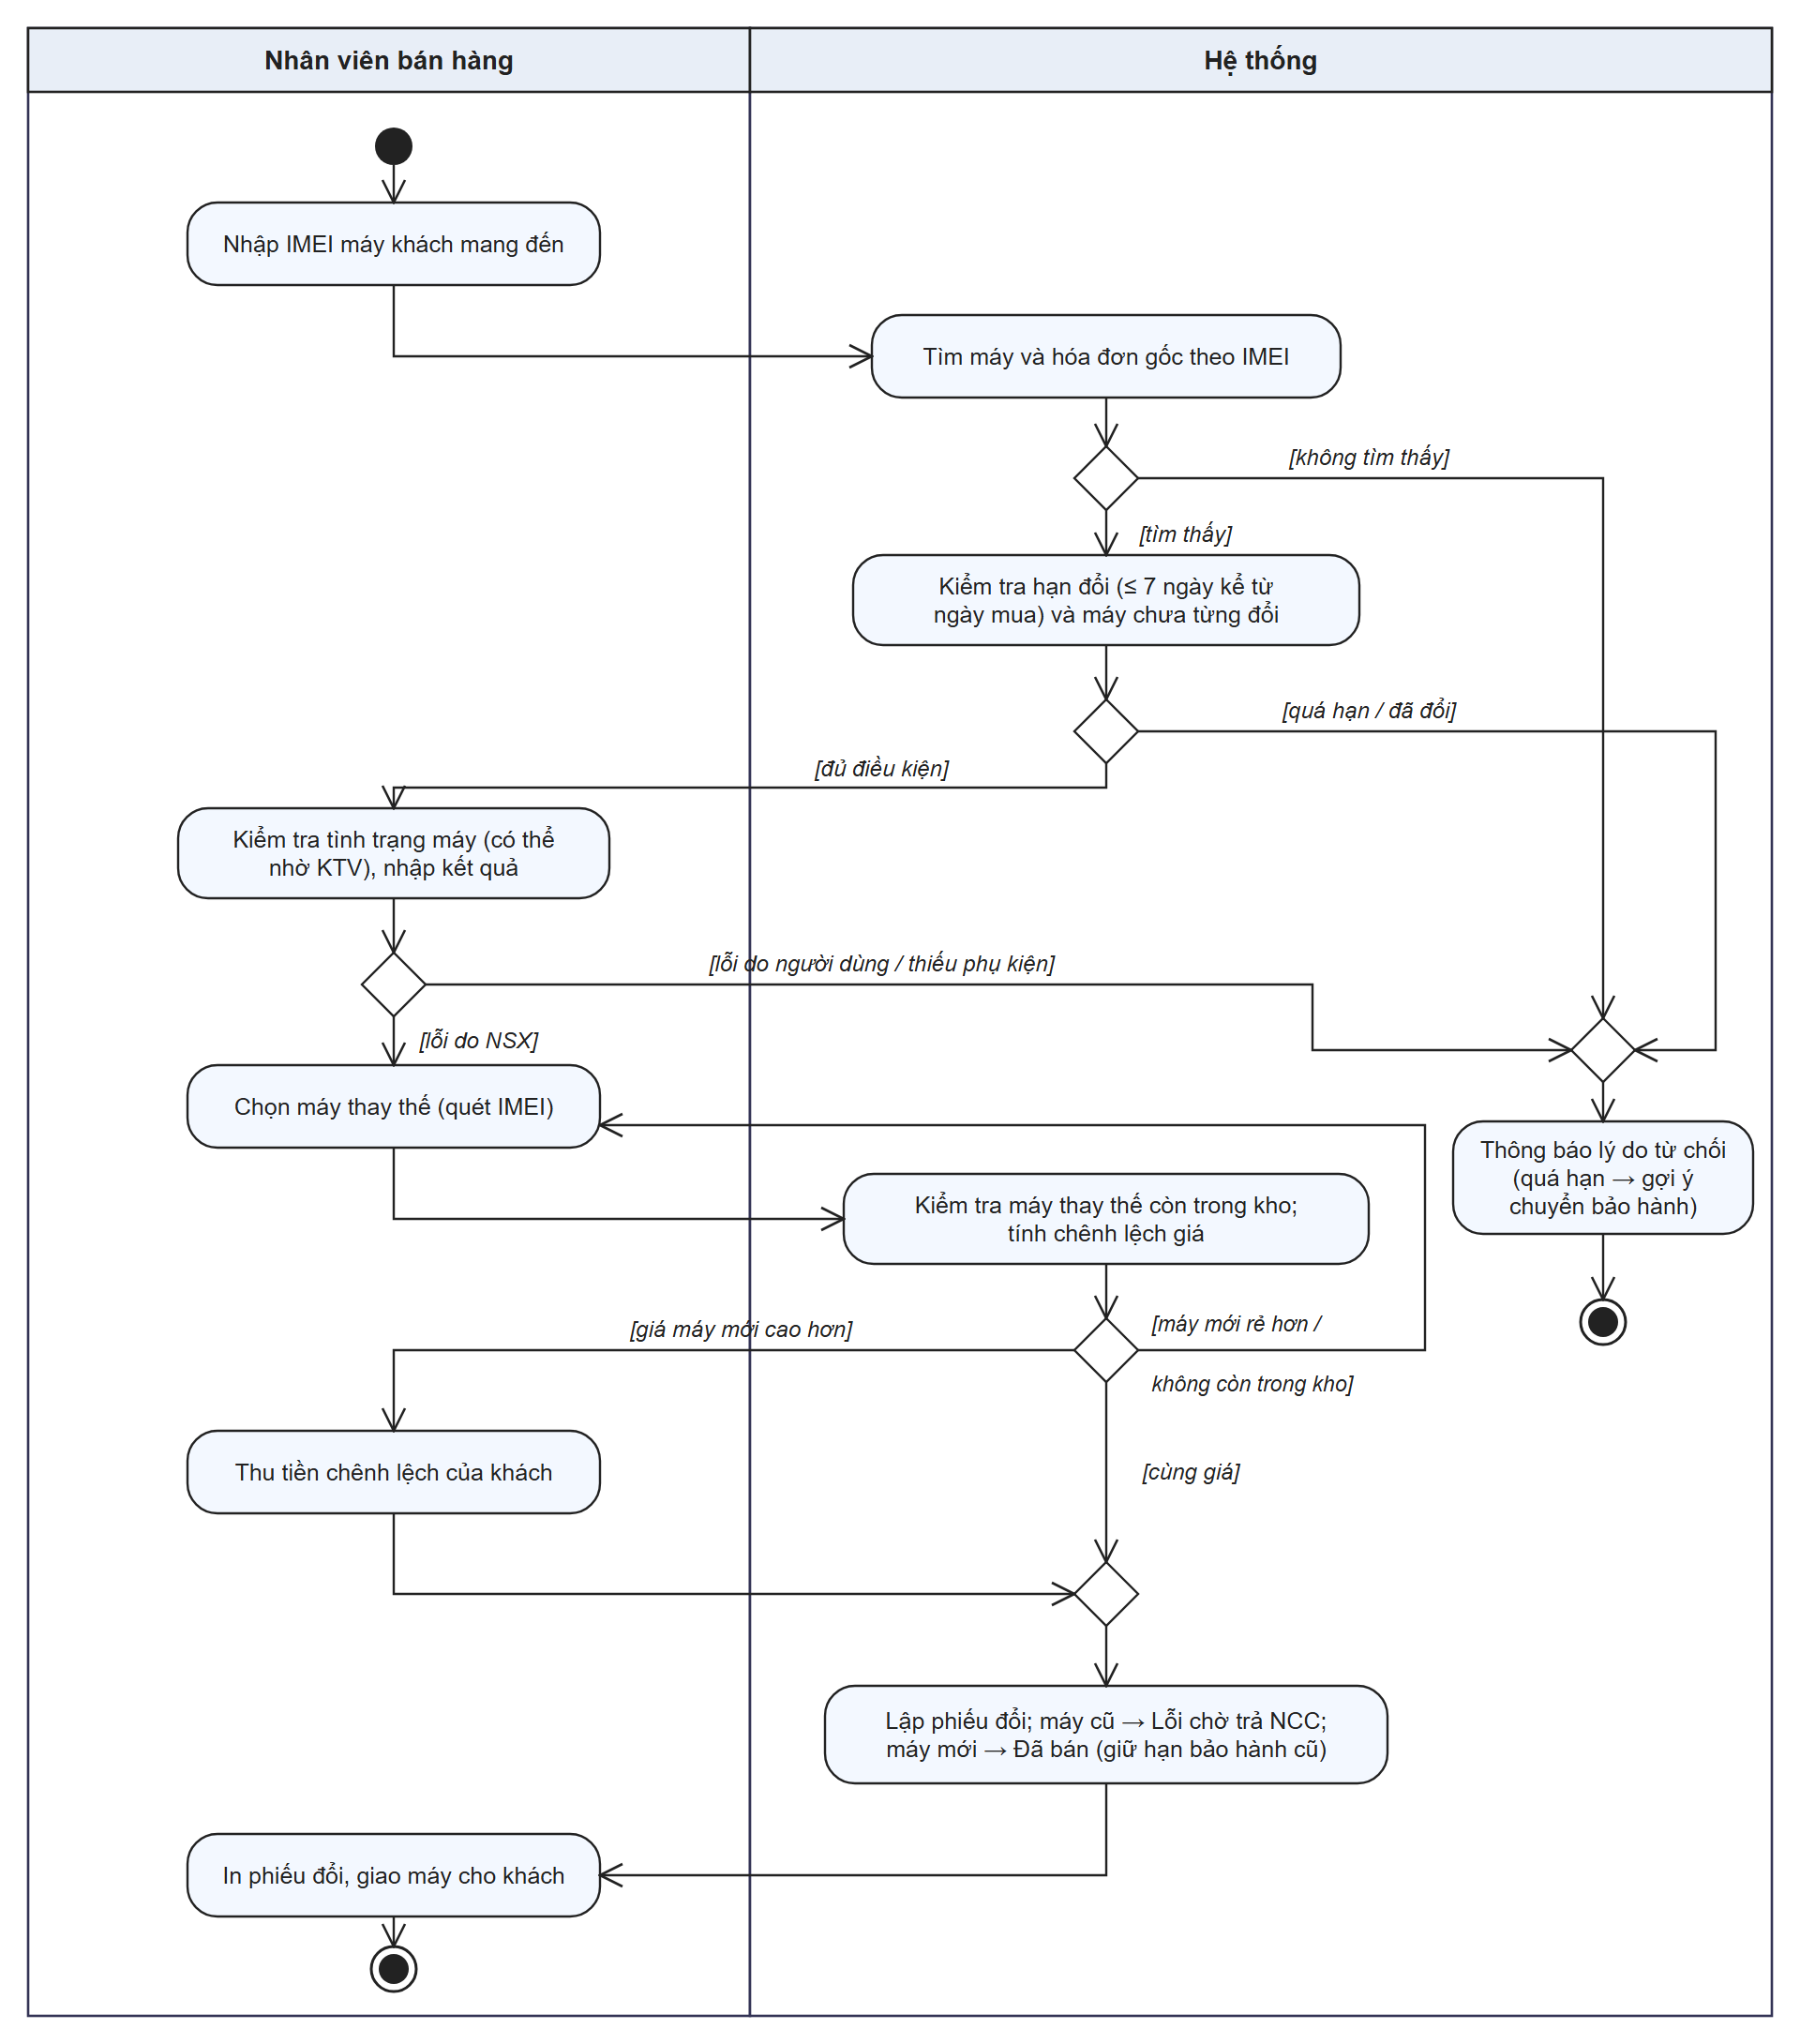 Nhân viên bán hàng
Hệ thống
Nhập IMEI máy khách mang đến
Tìm máy và hóa đơn gốc theo IMEI
[không tìm thấy]
[tìm thấy]
Kiểm tra hạn đổi (≤ 7 ngày kể từ
ngày mua) và máy chưa từng đổi
[quá hạn / đã đổi]
[đủ điều kiện]
Kiểm tra tình trạng máy (có thể
nhờ KTV), nhập kết quả
[lỗi do người dùng / thiếu phụ kiện]
[lỗi do NSX]
Chọn máy thay thế (quét IMEI)
Thông báo lý do từ chối
(quá hạn → gợi ý
chuyển bảo hành)
Kiểm tra máy thay thế còn trong kho;
tính chênh lệch giá
[giá máy mới cao hơn]
[máy mới rẻ hơn /
không còn trong kho]
Thu tiền chênh lệch của khách
[cùng giá]
Lập phiếu đổi; máy cũ → Lỗi chờ trả NCC;
máy mới → Đã bán (giữ hạn bảo hành cũ)
In phiếu đổi, giao máy cho khách